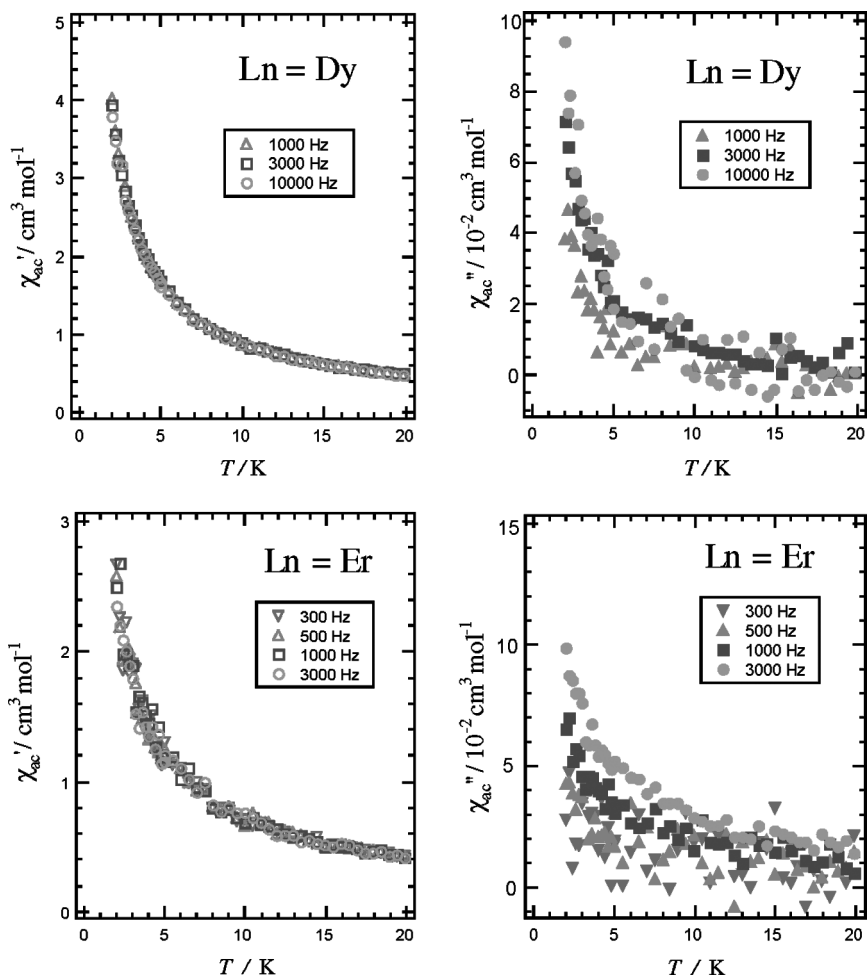 5
4
3
2
1
0
χac'/ cm³ mol⁻¹
Ln = Dy
1000 Hz
3000 Hz
10000 Hz
0
5
10
15
20
T / K
10
8
6
4
2
0
χac"/ 10⁻² cm³ mol⁻¹
Ln = Dy
1000 Hz
3000 Hz
10000 Hz
0
5
10
15
20
T / K
3
2
1
0
χac'/ cm³ mol⁻¹
Ln = Er
300 Hz
500 Hz
1000 Hz
3000 Hz
0
5
10
15
20
T / K
15
10
5
0
χac"/ 10⁻² cm³ mol⁻¹
Ln = Er
300 Hz
500 Hz
1000 Hz
3000 Hz
0
5
10
15
20
T / K